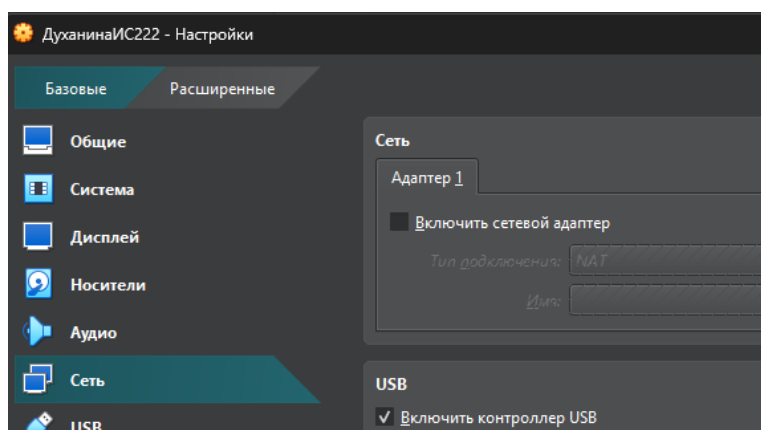 ДуханинаИС222 - Настройки
Базовые Расширенные
Общие
Система
Дисплей
Носители
Аудио
Сеть
USB
Сеть
Адаптер 1
Включить сетевой адаптер
Тип подключения: NAT
Имя:
USB
Включить контроллер USB